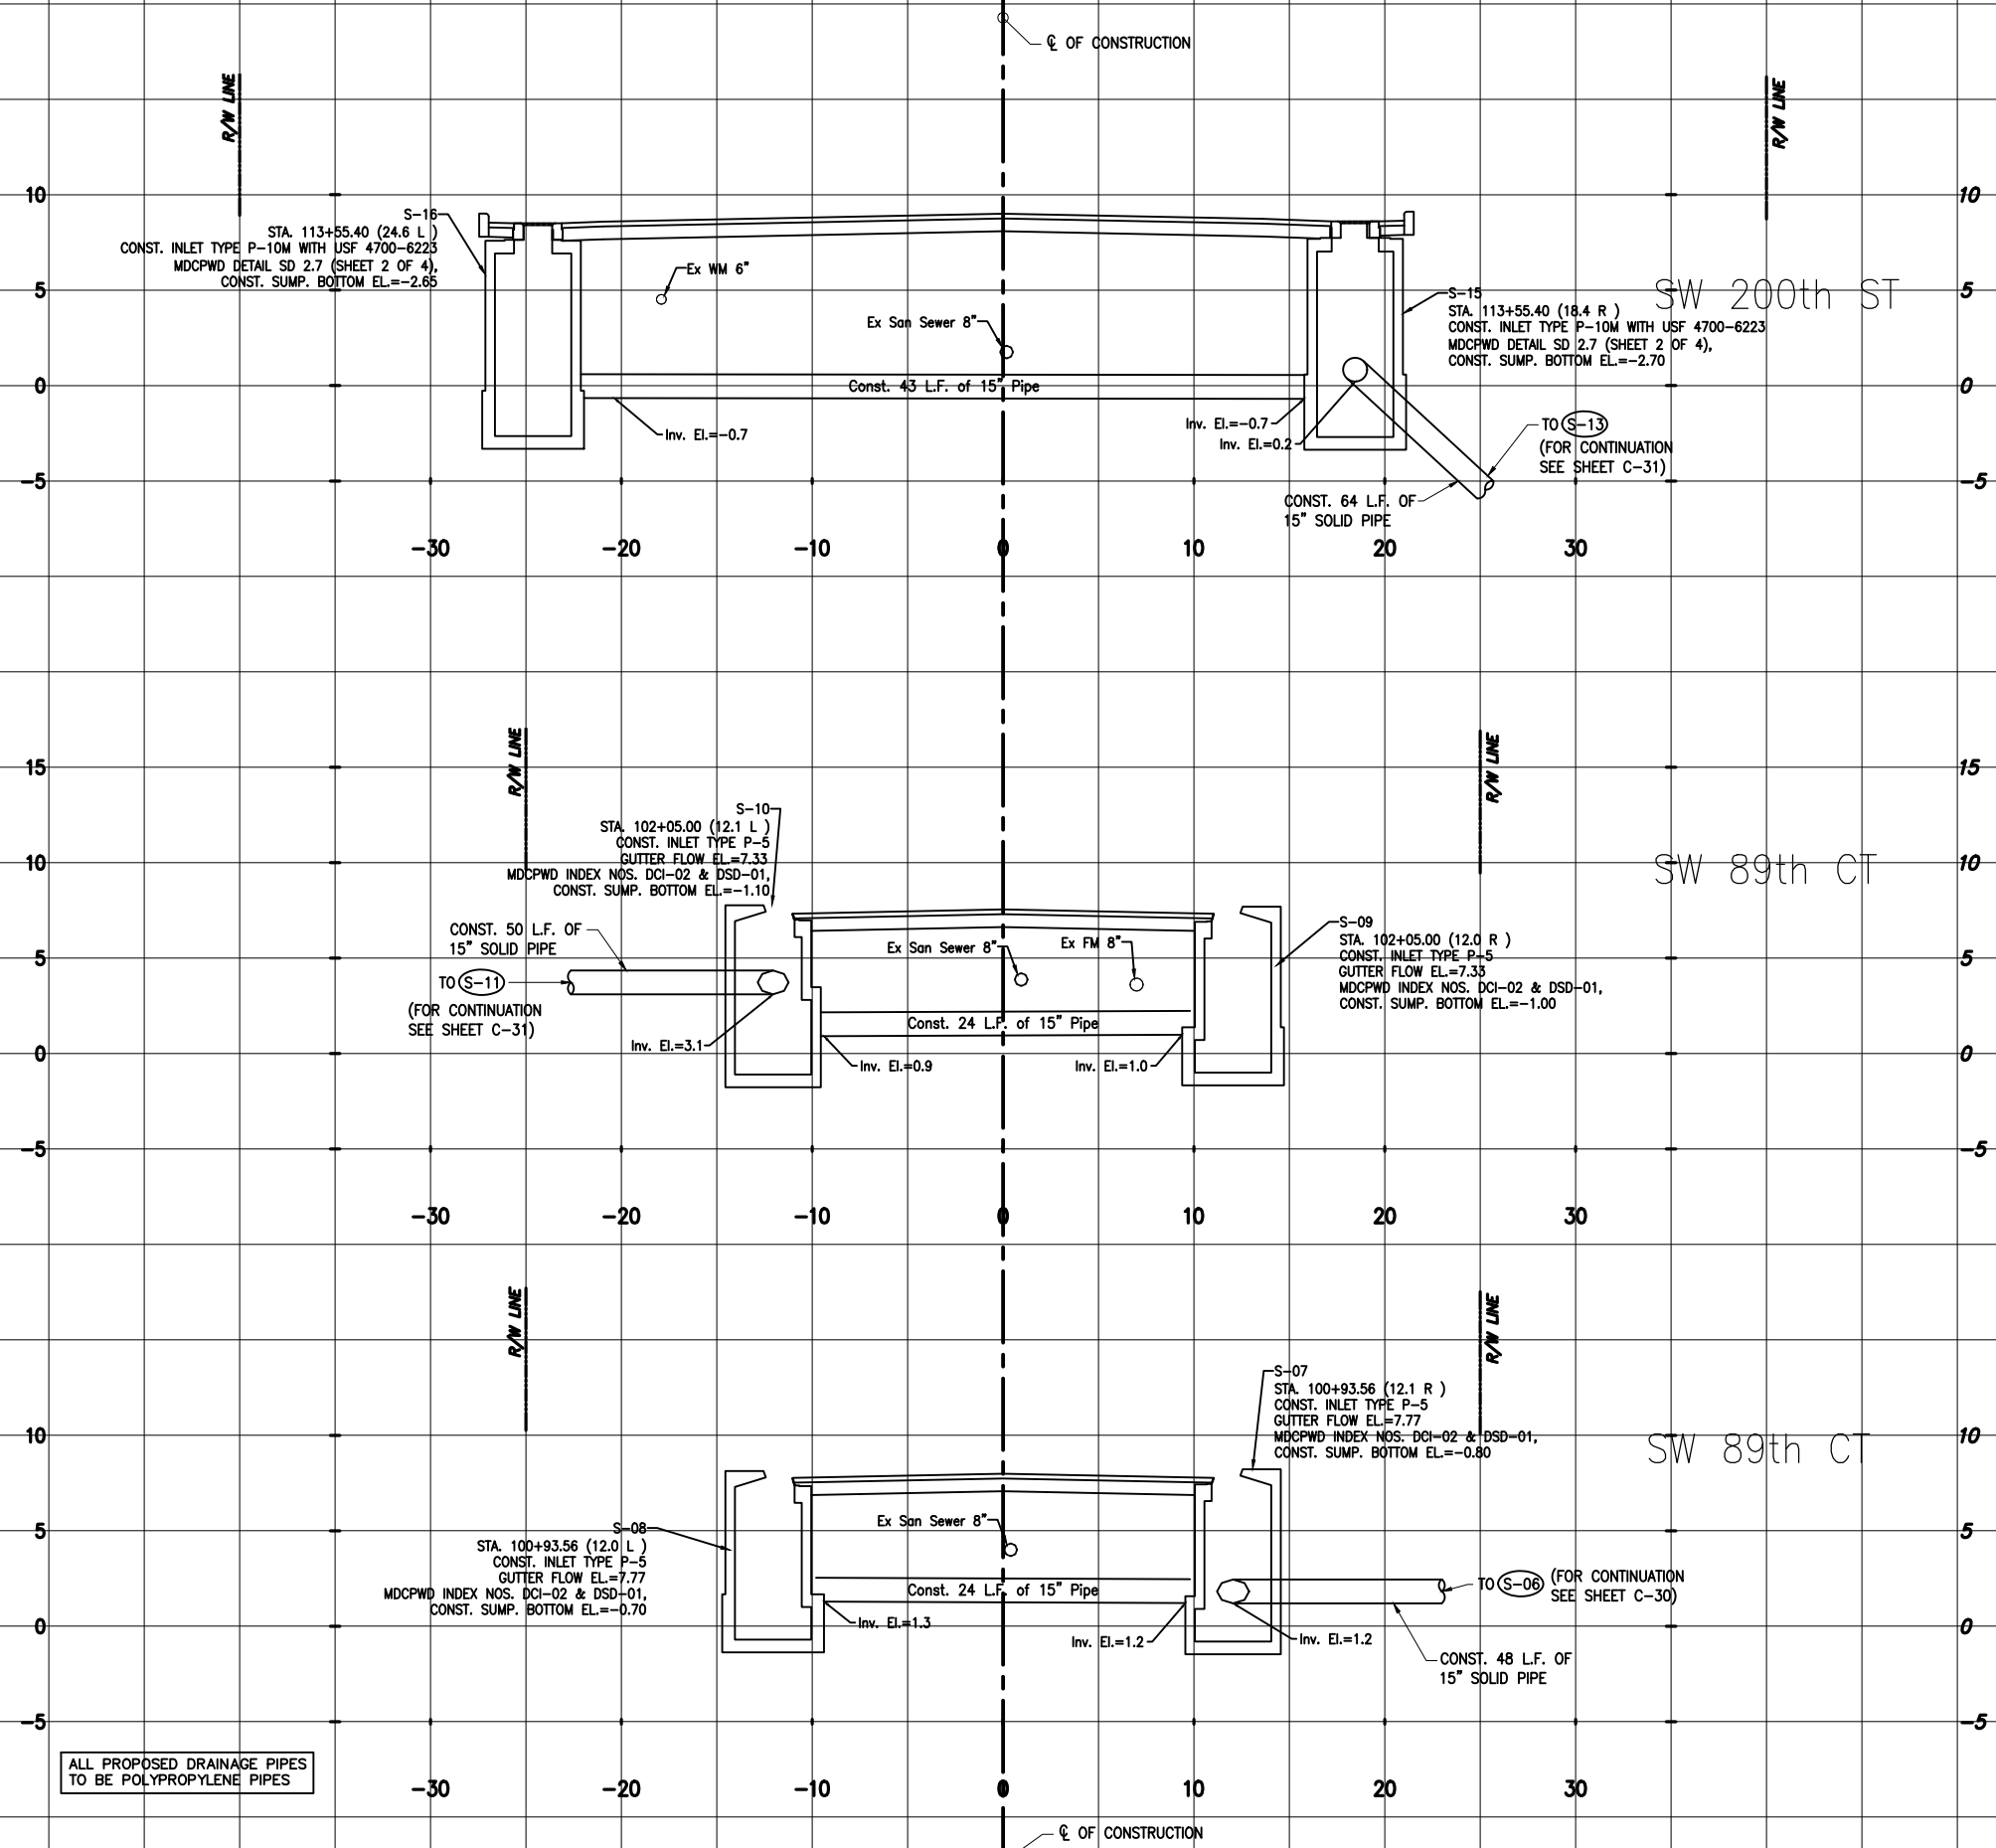 ℄ OF CONSTRUCTION
R/W LINE
R/W LINE
10
10
S-16
STA. 113+55.40 (24.6 L )
CONST. INLET TYPE P-10M WITH USF 4700-6223
MDCPWD DETAIL SD 2.7 (SHEET 2 OF 4),
CONST. SUMP. BOTTOM EL.=-2.65
Ex WM 6"
Ex San Sewer 8"
5
5
SW 200th ST
S-15
STA. 113+55.40 (18.4 R )
CONST. INLET TYPE P-10M WITH USF 4700-6223
MDCPWD DETAIL SD 2.7 (SHEET 2 OF 4),
CONST. SUMP. BOTTOM EL.=-2.70
0
Const. 43 L.F. of 15" Pipe
0
Inv. El.=-0.7
Inv. El.=-0.7
Inv. El.=0.2
TO S-13
(FOR CONTINUATION
SEE SHEET C-31)
-5
-5
CONST. 64 L.F. OF
15" SOLID PIPE
-30 -20 -10 0 10 20 30
R/W LINE
R/W LINE
15
15
S-10
STA. 102+05.00 (12.1 L )
CONST. INLET TYPE P-5
GUTTER FLOW EL.=7.33
MDCPWD INDEX NOS. DCI-02 & DSD-01,
CONST. SUMP. BOTTOM EL.=-1.10
10
10
SW 89th CT
CONST. 50 L.F. OF
15" SOLID PIPE
Ex San Sewer 8"
Ex FM 8"
S-09
STA. 102+05.00 (12.0 R )
CONST. INLET TYPE P-5
GUTTER FLOW EL.=7.33
MDCPWD INDEX NOS. DCI-02 & DSD-01,
CONST. SUMP. BOTTOM EL.=-1.00
5
5
TO S-11
(FOR CONTINUATION
SEE SHEET C-31)
Const. 24 L.F. of 15" Pipe
Inv. El.=3.1
0
0
Inv. El.=0.9
Inv. El.=1.0
-5
-5
-30 -20 -10 0 10 20 30
R/W LINE
R/W LINE
S-07
STA. 100+93.56 (12.1 R )
CONST. INLET TYPE P-5
GUTTER FLOW EL.=7.77
MDCPWD INDEX NOS. DCI-02 & DSD-01,
CONST. SUMP. BOTTOM EL.=-0.80
10
10
SW 89th CT
Ex San Sewer 8"
5
5
S-08
STA. 100+93.56 (12.0 L )
CONST. INLET TYPE P-5
GUTTER FLOW EL.=7.77
MDCPWD INDEX NOS. DCI-02 & DSD-01,
CONST. SUMP. BOTTOM EL.=-0.70
Const. 24 L.F. of 15" Pipe
TO S-06
(FOR CONTINUATION
SEE SHEET C-30)
0
0
Inv. El.=1.3
Inv. El.=1.2
Inv. El.=1.2
CONST. 48 L.F. OF
15" SOLID PIPE
-5
-5
ALL PROPOSED DRAINAGE PIPES
TO BE POLYPROPYLENE PIPES
-30 -20 -10 0 10 20 30
℄ OF CONSTRUCTION